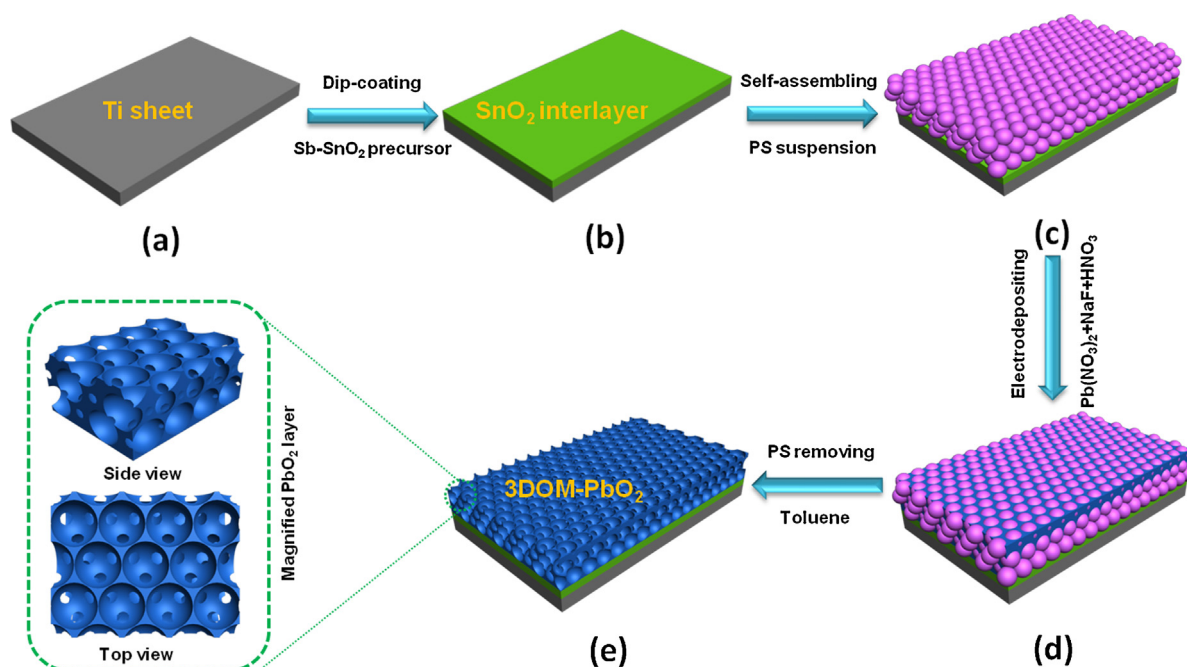 Ti sheet
(a)
Dip-coating
Sb-SnO₂ precursor
SnO₂ interlayer
(b)
Self-assembling
PS suspension
(c)
Electrodepositing
Pb(NO₃)₂+NaF+HNO₃
(d)
PS removing
Toluene
3DOM-PbO₂
(e)
Magnified PbO₂ layer
Side view
Top view